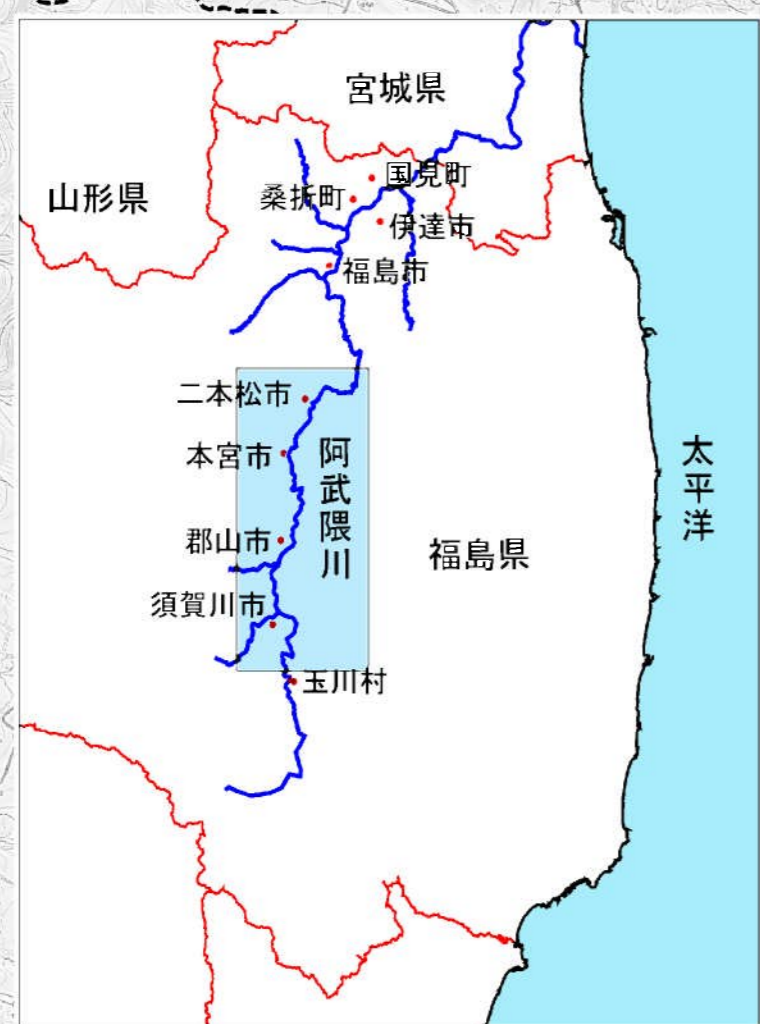 宮城県
山形県
国見町
桑折町
伊達市
福島市
二本松市
本宮市
阿武隈川
太平洋
郡山市
福島県
須賀川市
玉川村